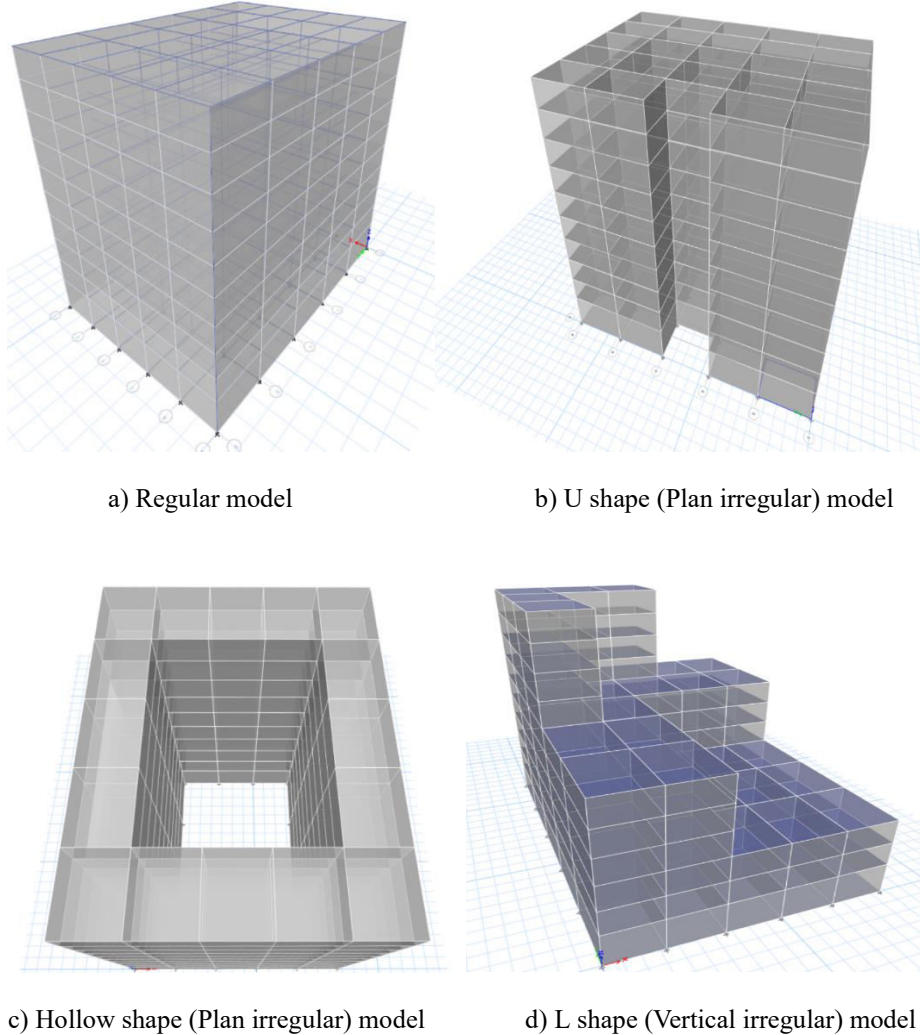 a) Regular model
b) U shape (Plan irregular) model
c) Hollow shape (Plan irregular) model
d) L shape (Vertical irregular) model